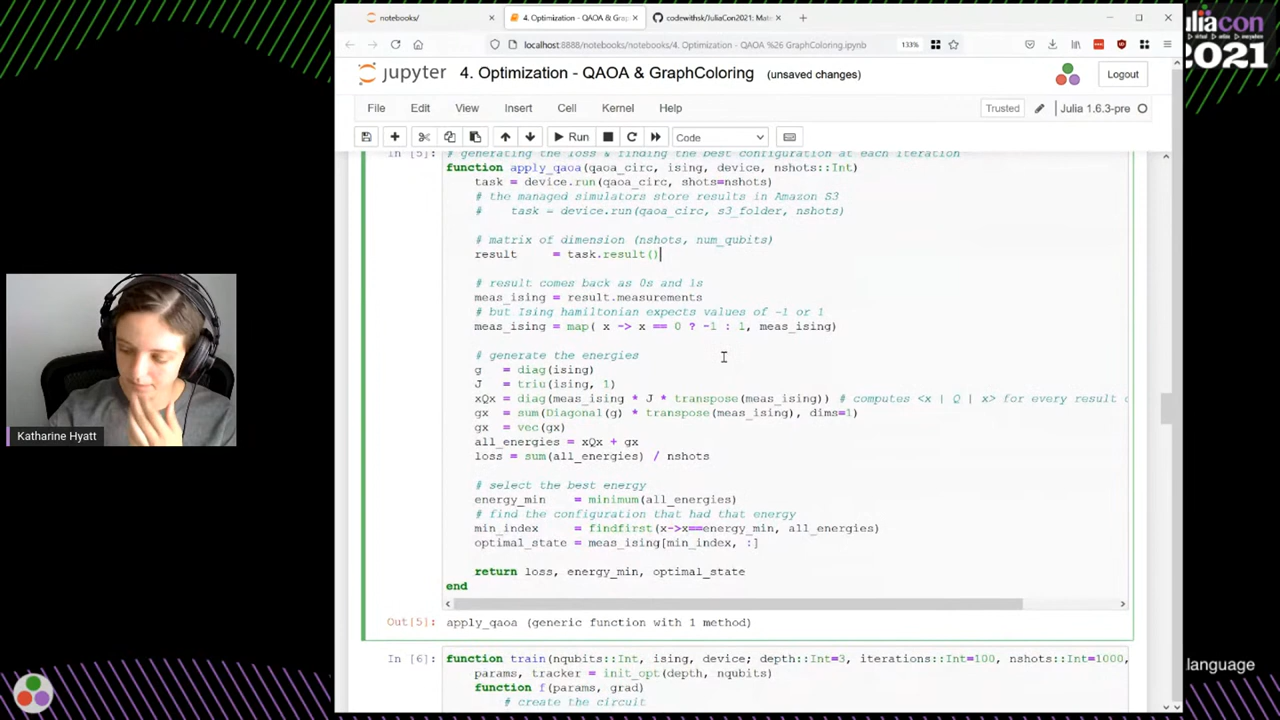 notebooks/
4. Optimization - QAOA & Gra
codewithsk/JuliaCon2021: Mate
localhost:8888/notebooks/notebooks/4. Optimization - QAOA %26 GraphColoring.ipynb
133%
uliacon
2021
jupyter
4. Optimization - QAOA & GraphColoring (unsaved changes)
Logout
File Edit View Insert Cell Kernel Help
Trusted
Julia 1.6.3-pre
Run
Code
In [5]:
# generating the loss & finding the best configuration at each iteration
function apply_qaoa(qaoa_circ, ising, device, nshots::Int)
task = device.run(qaoa_circ, shots=nshots)
# the managed simulators store results in Amazon S3
# task = device.run(qaoa_circ, s3_folder, nshots)
# matrix of dimension (nshots, num_qubits)
result = task.result()
# result comes back as 0s and 1s
meas_ising = result.measurements
# but Ising hamiltonian expects values of -1 or 1
meas_ising = map( x -> x == 0 ? -1 : 1, meas_ising)
# generate the energies
g = diag(ising)
J = triu(ising, 1)
xQx = diag(meas_ising * J * transpose(meas_ising)) # computes <x | Q | x> for every result
gx = sum(Diagonal(g) * transpose(meas_ising), dims=1)
gx = vec(gx)
all_energies = xQx + gx
loss = sum(all_energies) / nshots
# select the best energy
energy_min = minimum(all_energies)
# find the configuration that had that energy
min_index = findfirst(x->x==energy_min, all_energies)
optimal_state = meas_ising[min_index, :]
return loss, energy_min, optimal_state
end
Out[5]: apply_qaoa (generic function with 1 method)
In [6]: function train(nqubits::Int, ising, device; depth::Int=3, iterations::Int=100, nshots::Int=1000,
params, tracker = init_opt(depth, nqubits)
function f(params, grad)
# create the circuit
Katharine Hyatt
language